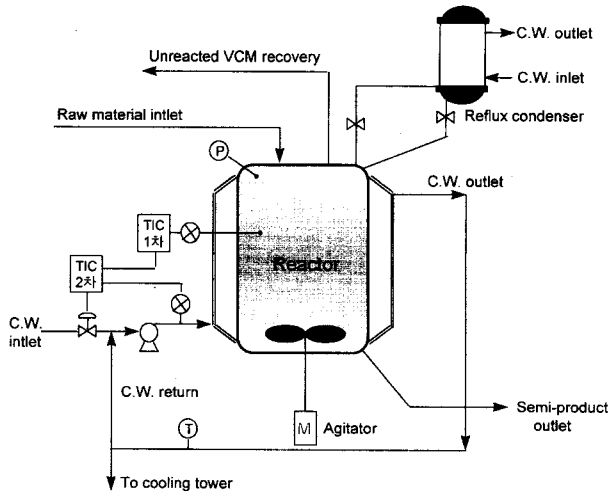 C.W. outlet
Unreacted VCM recovery
C.W. inlet
Raw material intlet
Reflux condenser
P
C.W. outlet
TIC
1차
TIC
2차
Reactor
C.W.
intlet
C.W. return
T
M
Agitator
Semi-product
outlet
To cooling tower